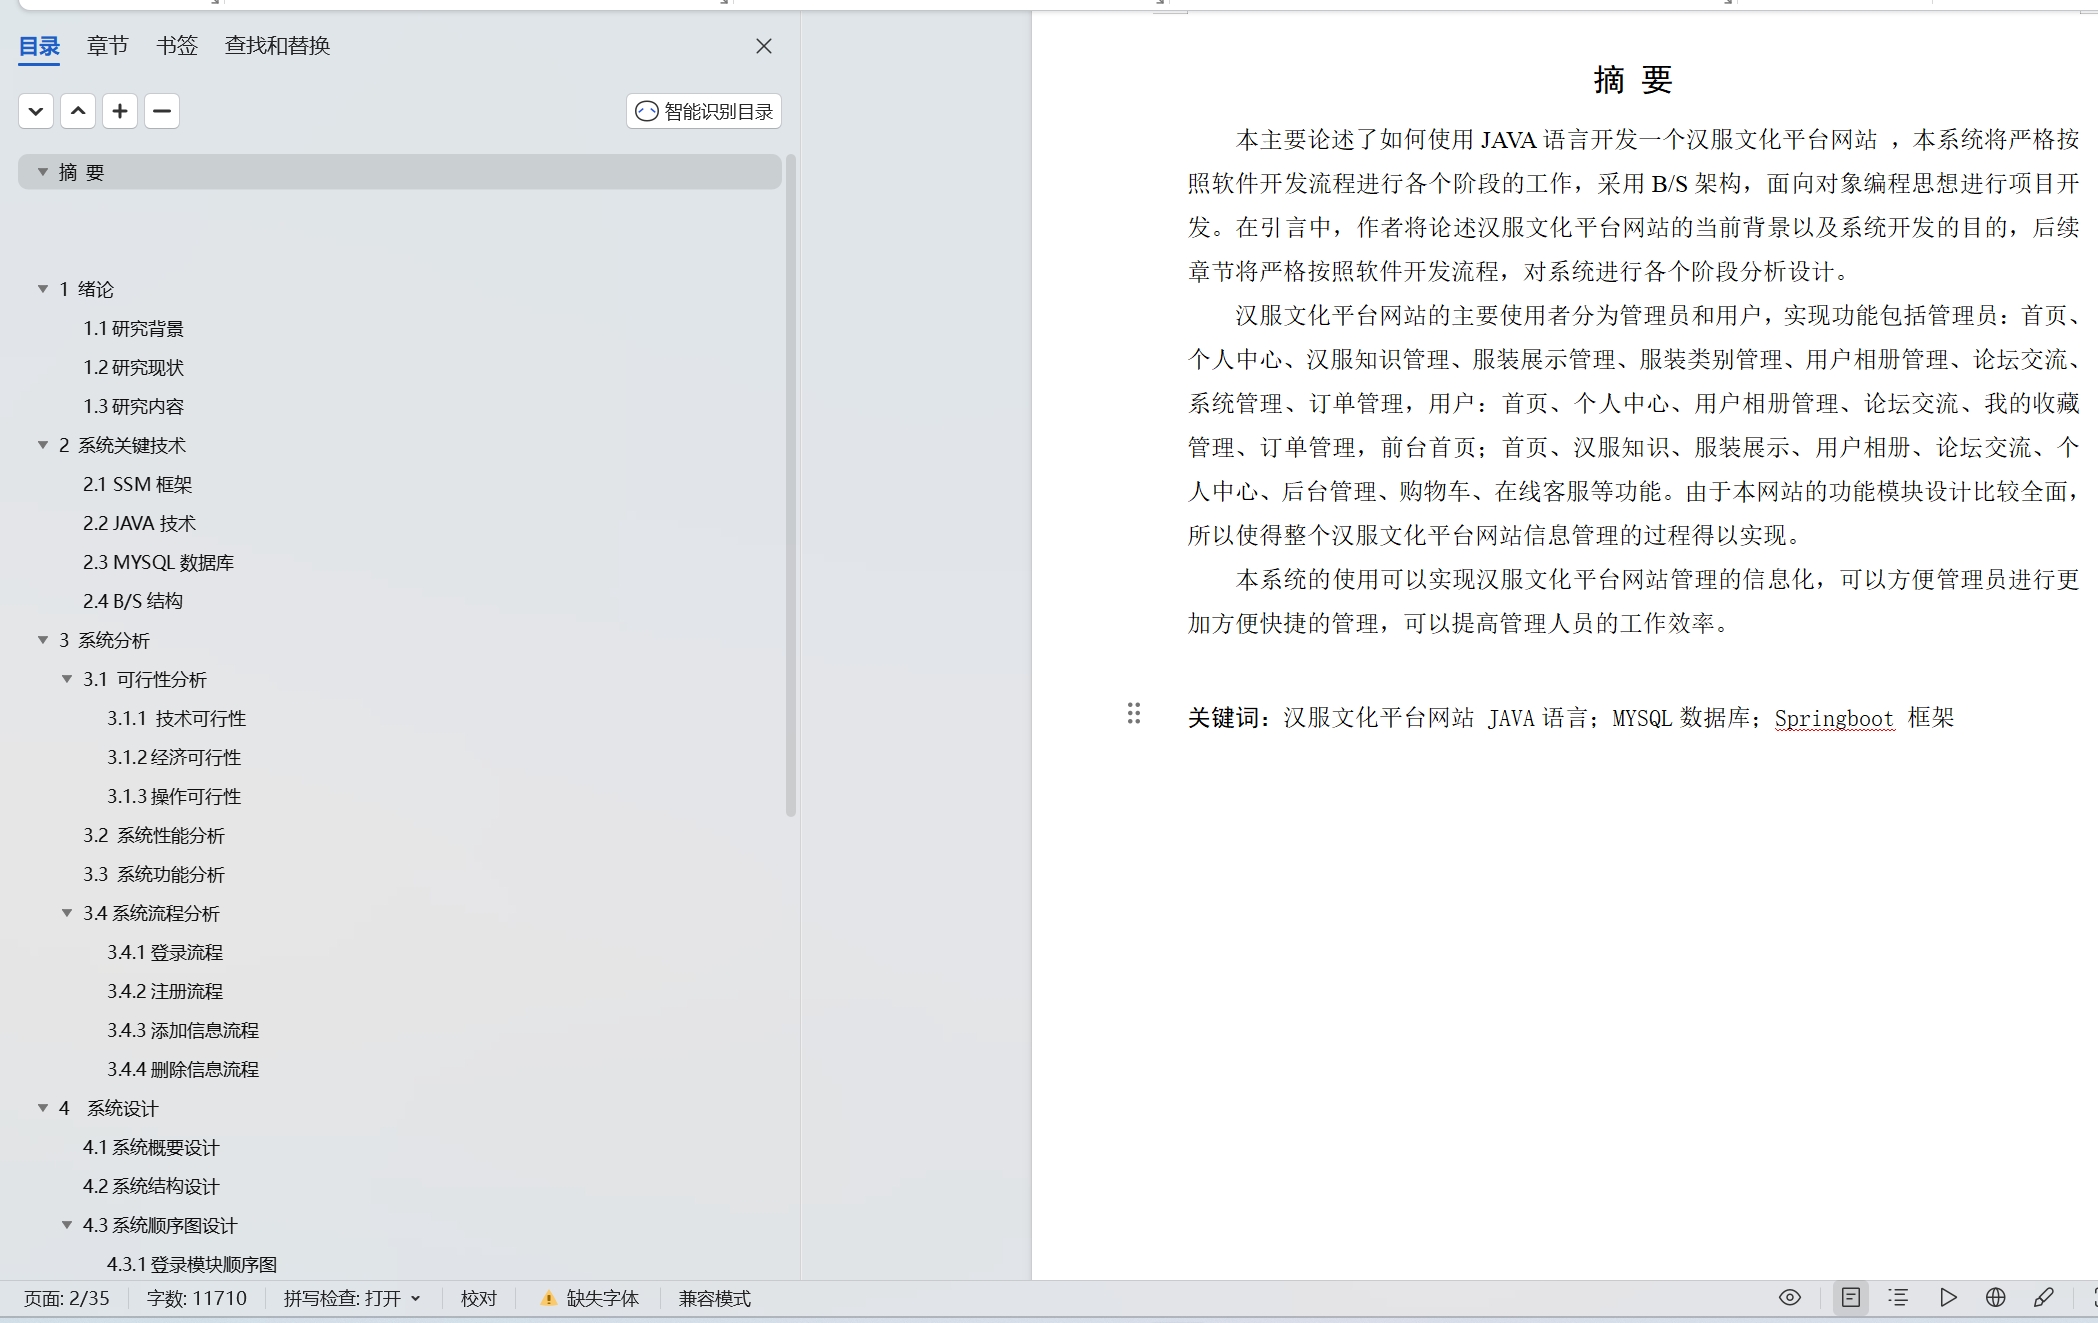 目录 章节 书签 查找和替换
智能识别目录
摘 要
1 绪论
1.1 研究背景
1.2 研究现状
1.3 研究内容
2 系统关键技术
2.1 SSM 框架
2.2 JAVA 技术
2.3 MYSQL 数据库
2.4 B/S 结构
3 系统分析
3.1 可行性分析
3.1.1 技术可行性
3.1.2 经济可行性
3.1.3 操作可行性
3.2 系统性能分析
3.3 系统功能分析
3.4 系统流程分析
3.4.1 登录流程
3.4.2 注册流程
3.4.3 添加信息流程
3.4.4 删除信息流程
4 系统设计
4.1 系统概要设计
4.2 系统结构设计
4.3 系统顺序图设计
4.3.1 登录模块顺序图
摘 要
本主要论述了如何使用 JAVA 语言开发一个汉服文化平台网站 ，本系统将严格按
照软件开发流程进行各个阶段的工作，采用 B/S 架构，面向对象编程思想进行项目开
发。在引言中，作者将论述汉服文化平台网站的当前背景以及系统开发的目的，后续
章节将严格按照软件开发流程，对系统进行各个阶段分析设计。
汉服文化平台网站的主要使用者分为管理员和用户，实现功能包括管理员：首页、
个人中心、汉服知识管理、服装展示管理、服装类别管理、用户相册管理、论坛交流、
系统管理、订单管理，用户：首页、个人中心、用户相册管理、论坛交流、我的收藏
管理、订单管理，前台首页；首页、汉服知识、服装展示、用户相册、论坛交流、个
人中心、后台管理、购物车、在线客服等功能。由于本网站的功能模块设计比较全面，
所以使得整个汉服文化平台网站信息管理的过程得以实现。
本系统的使用可以实现汉服文化平台网站管理的信息化，可以方便管理员进行更
加方便快捷的管理，可以提高管理人员的工作效率。
关键词：汉服文化平台网站 JAVA 语言；MYSQL 数据库；Springboot 框架
页面: 2/35 字数: 11710 拼写检查: 打开 校对 缺失字体 兼容模式